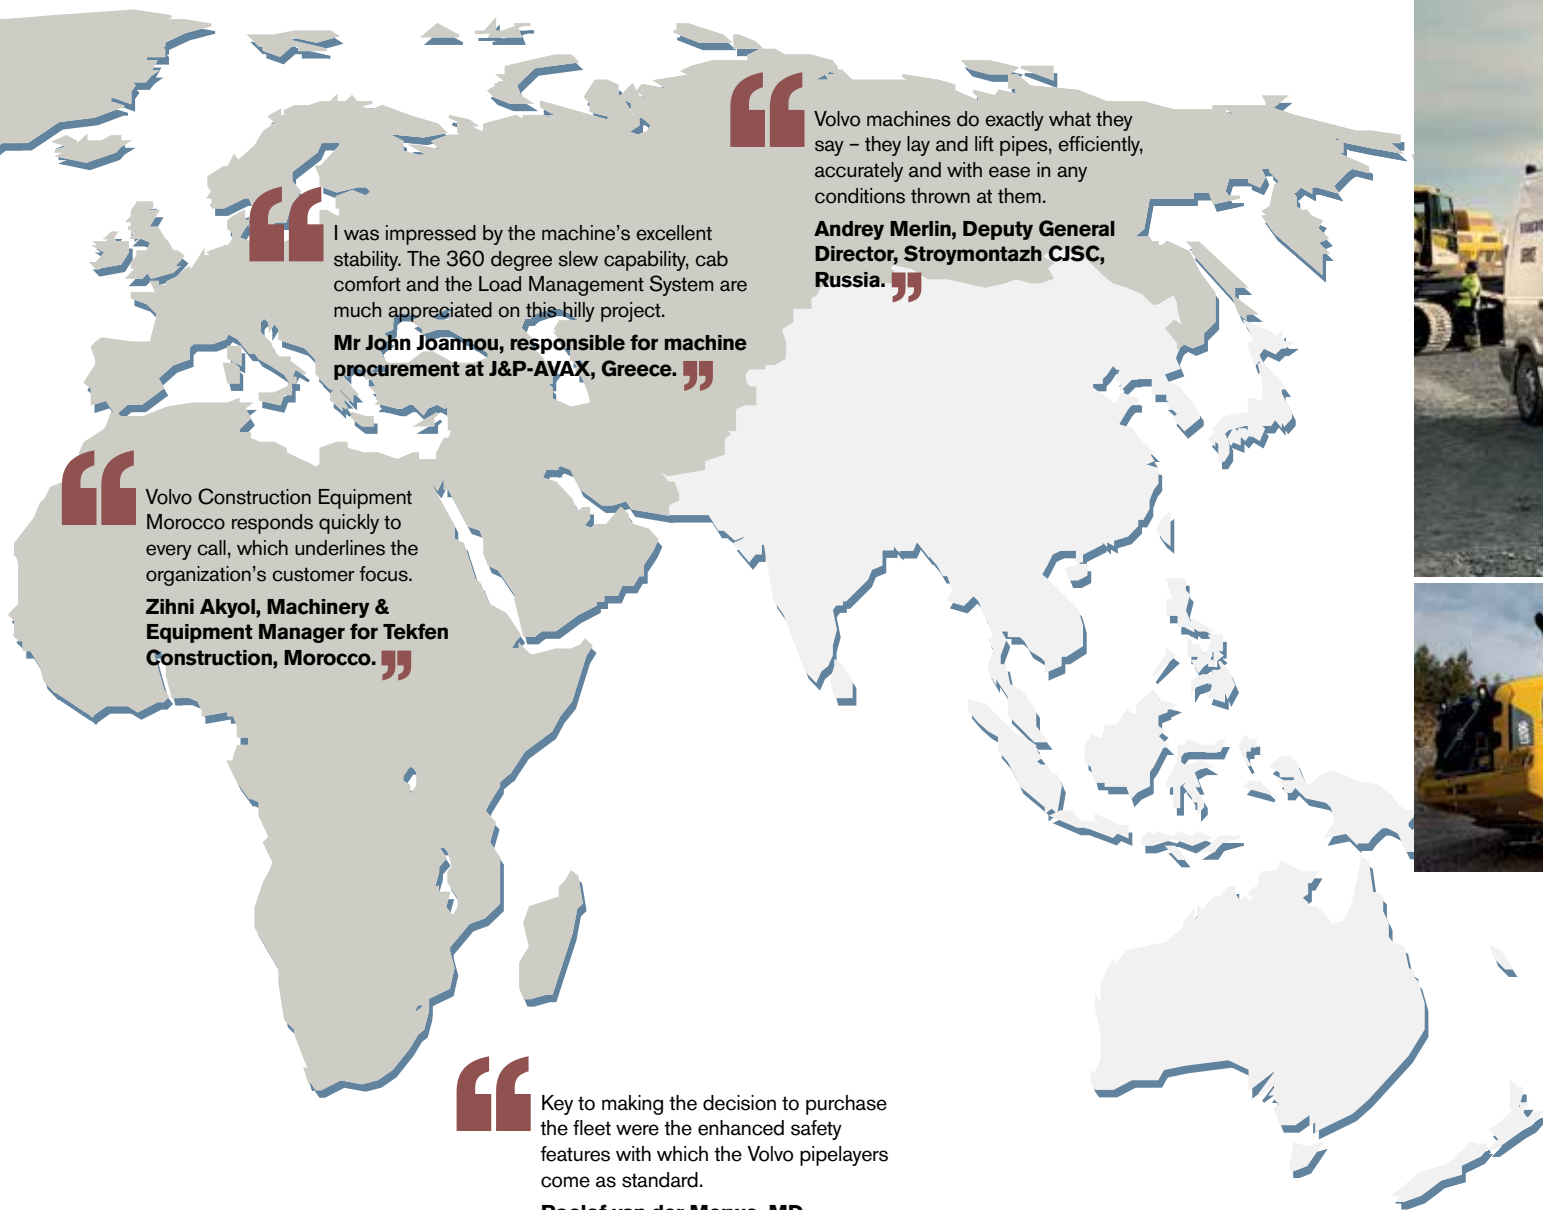 Volvo machines do exactly what they
say – they lay and lift pipes, efficiently,
accurately and with ease in any
conditions thrown at them.
Andrey Merlin, Deputy General
Director, Stroymontazh CJSC,
Russia.
I was impressed by the machine's excellent
stability. The 360 degree slew capability, cab
comfort and the Load Management System are
much appreciated on this hilly project.
Mr John Joannou, responsible for machine
procurement at J&P-AVAX, Greece.
Volvo Construction Equipment
Morocco responds quickly to
every call, which underlines the
organization's customer focus.
Zihni Akyol, Machinery &
Equipment Manager for Tekfen
Construction, Morocco.
Key to making the decision to purchase
the fleet were the enhanced safety
features with which the Volvo pipelayers
come as standard.